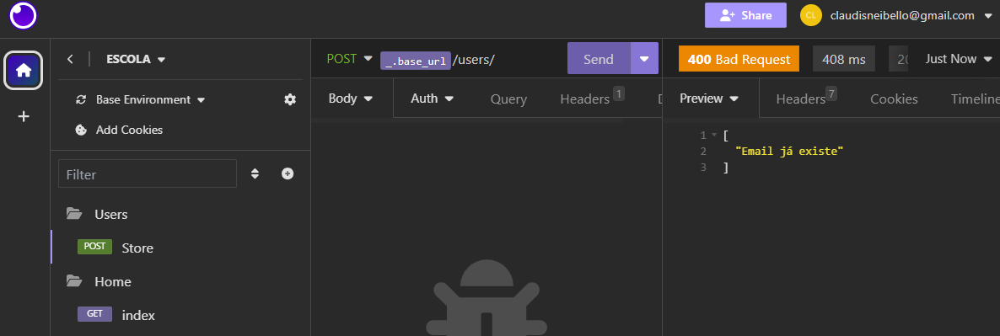 CL
Share
claudisneibello@gmail.com
ESCOLA
Base Environment
Add Cookies
Filter
Users
POST Store
Home
GET index
POST _.base_url/users/
Send
Body
Auth
Query
Headers 1
400 Bad Request
408 ms
Just Now
Preview
Headers 7
Cookies
Timeline
1 [
2 "Email já existe"
3 ]